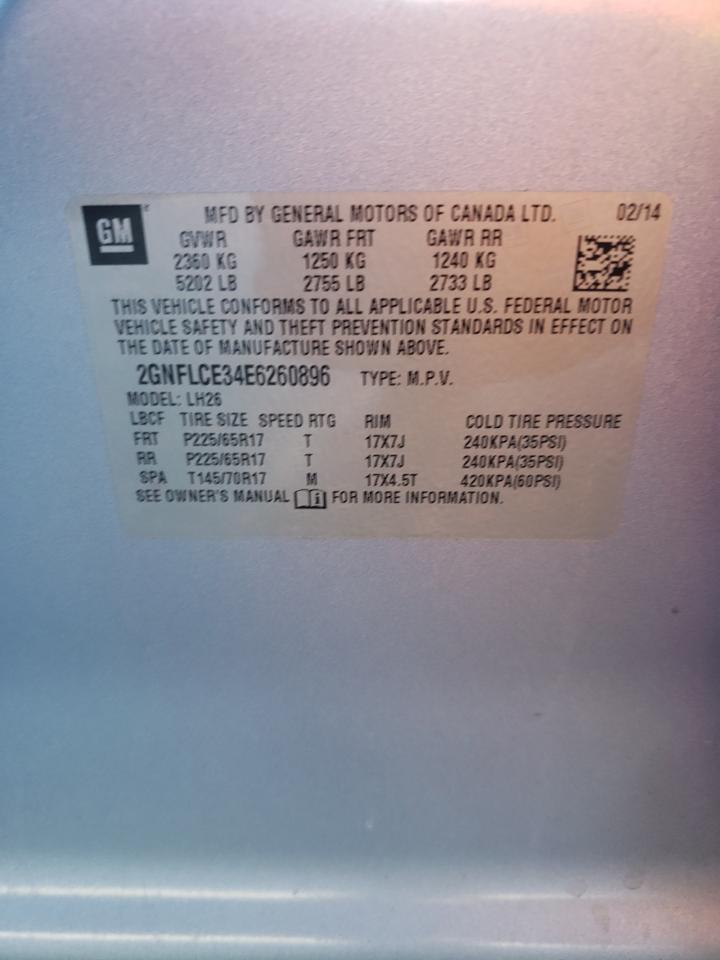 GM® MFD BY GENERAL MOTORS OF CANADA LTD. 02/14
GVWR GAWR FRT GAWR RR
2360 KG 1250 KG 1240 KG
5202 LB 2755 LB 2733 LB
THIS VEHICLE CONFORMS TO ALL APPLICABLE U.S. FEDERAL MOTOR
VEHICLE SAFETY AND THEFT PREVENTION STANDARDS IN EFFECT ON
THE DATE OF MANUFACTURE SHOWN ABOVE.
2GNFLCE34E6260896 TYPE: M.P.V.
MODEL: LH26
LBCF TIRE SIZE SPEED RTG RIM COLD TIRE PRESSURE
FRT P225/65R17 T 17X7J 240KPA(35PSI)
RR P225/65R17 T 17X7J 240KPA(35PSI)
SPA T145/70R17 M 17X4.5T 420KPA(60PSI)
SEE OWNER'S MANUAL FOR MORE INFORMATION.